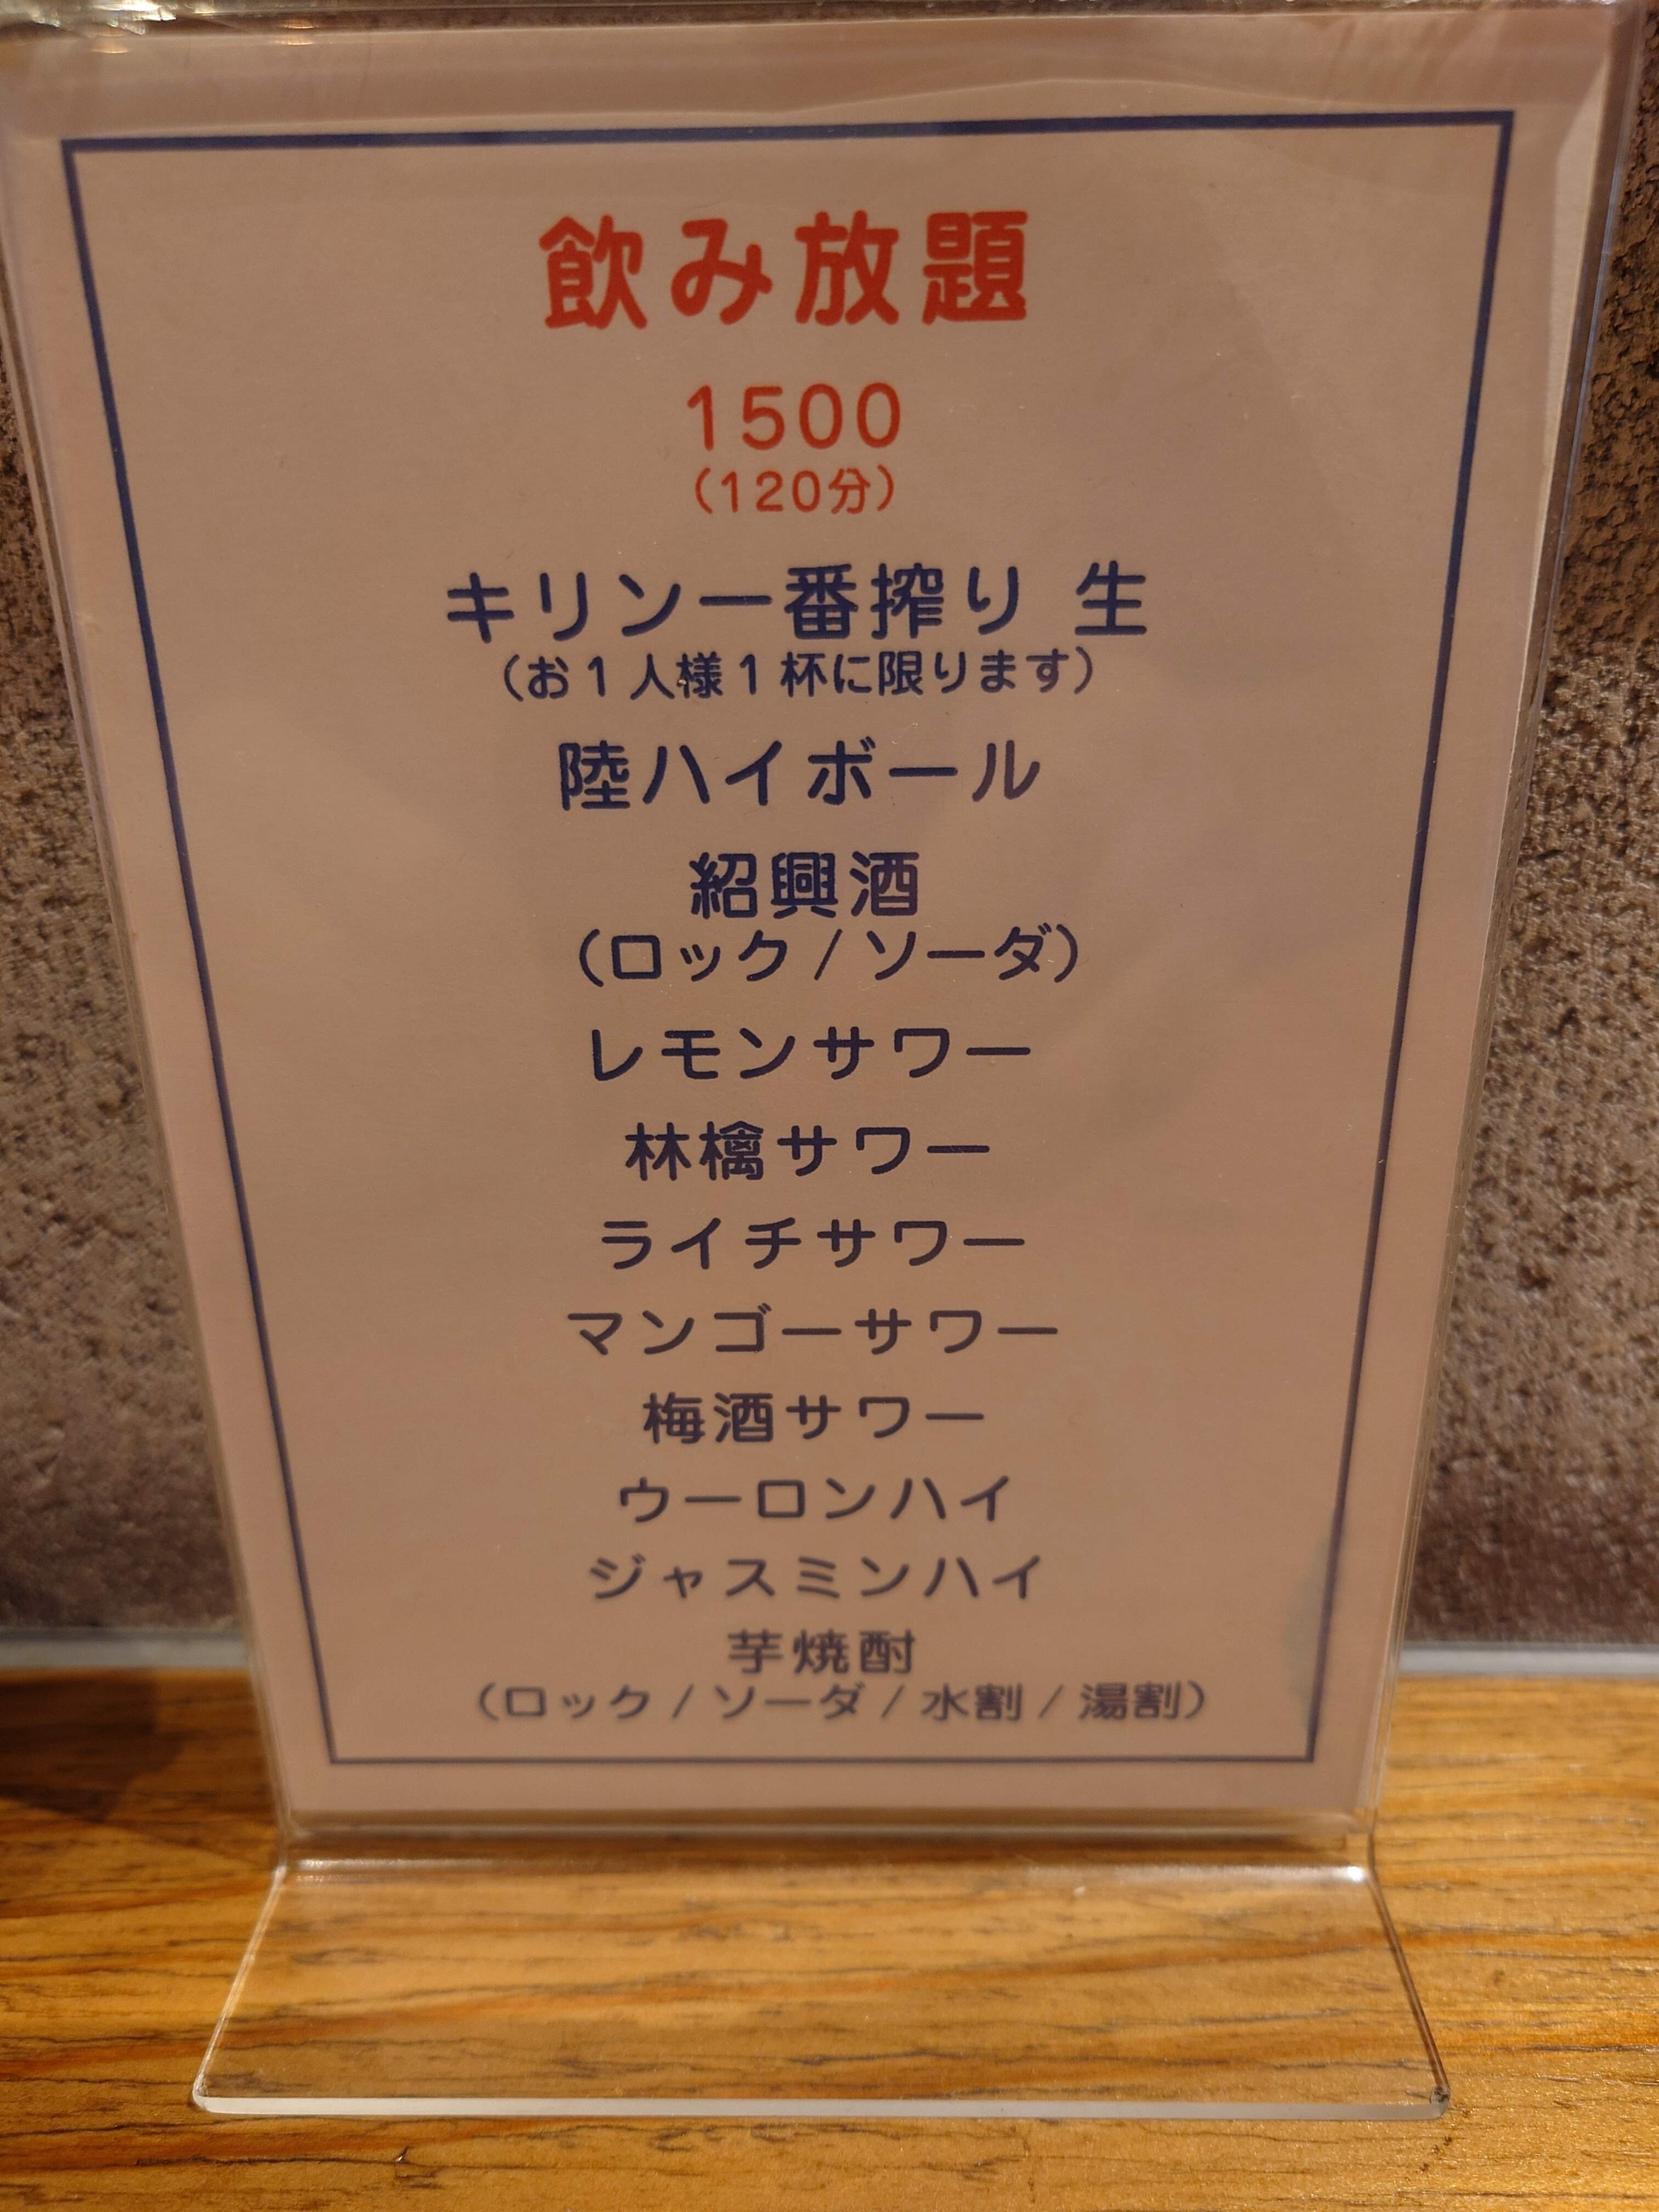 飲み放題
1500
（120分）
キリン一番搾り 生
（お1人様1杯に限ります）
陸ハイボール
紹興酒
（ロック / ソーダ）
レモンサワー
林檎サワー
ライチサワー
マンゴーサワー
梅酒サワー
ウーロンハイ
ジャスミンハイ
芋焼酎
（ロック / ソーダ / 水割 / 湯割）